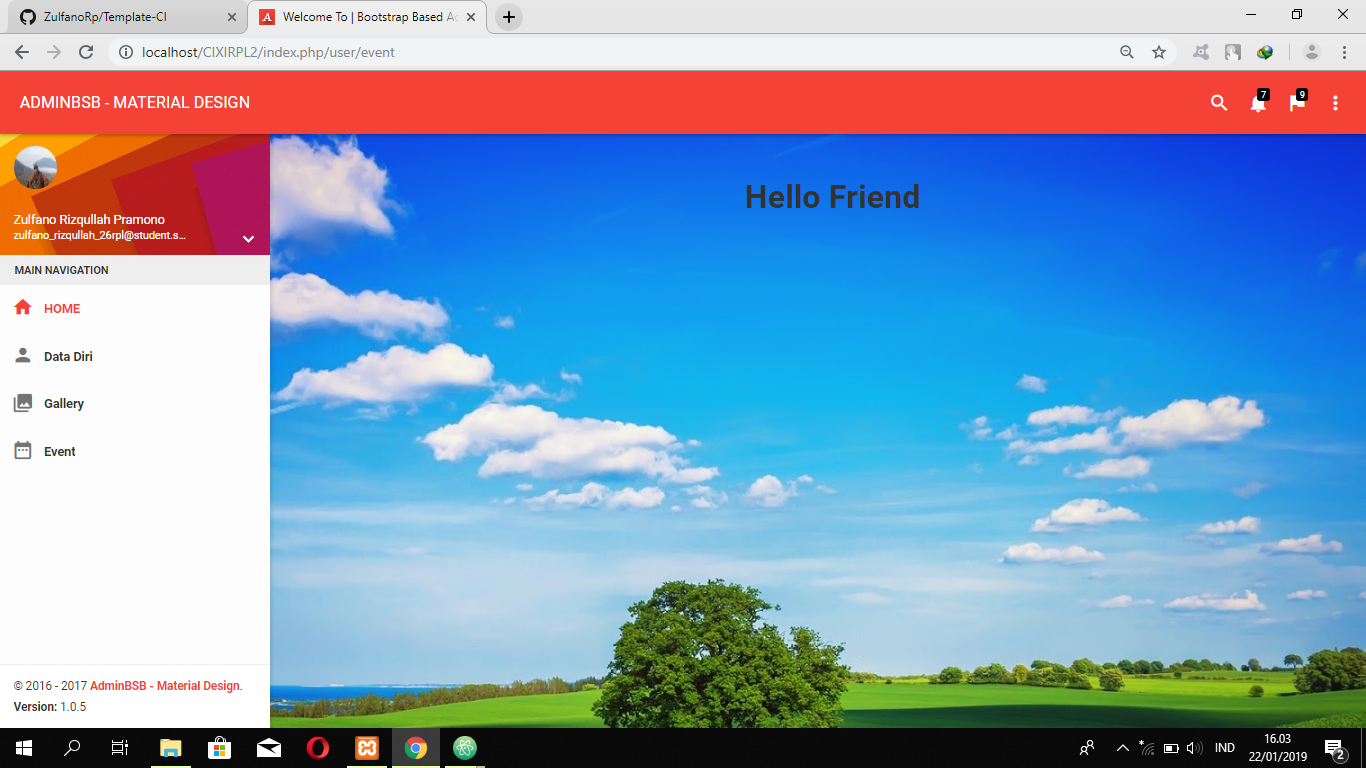 ZulfanoRp/Template-CI
Welcome To | Bootstrap Based Ad
localhost/CIXIRPL2/index.php/user/event
ADMINBSB - MATERIAL DESIGN
7
9
Zulfano Rizqullah Pramono
zulfano_rizqullah_26rpl@student.s...
MAIN NAVIGATION
HOME
Data Diri
Gallery
Event
Hello Friend
© 2016 - 2017 AdminBSB - Material Design.
Version: 1.0.5
IND
16.03
22/01/2019
2